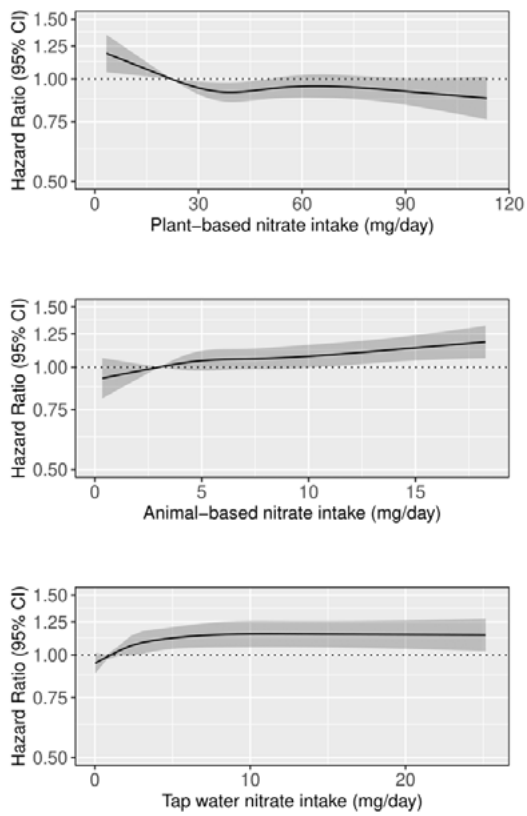 Hazard Ratio (95% CI)
1.50
1.25
1.00
0.75
0.50
0 30 60 90 120
Plant−based nitrate intake (mg/day)
Hazard Ratio (95% CI)
1.50
1.25
1.00
0.75
0.50
0 5 10 15
Animal−based nitrate intake (mg/day)
Hazard Ratio (95% CI)
1.50
1.25
1.00
0.75
0.50
0 10 20
Tap water nitrate intake (mg/day)